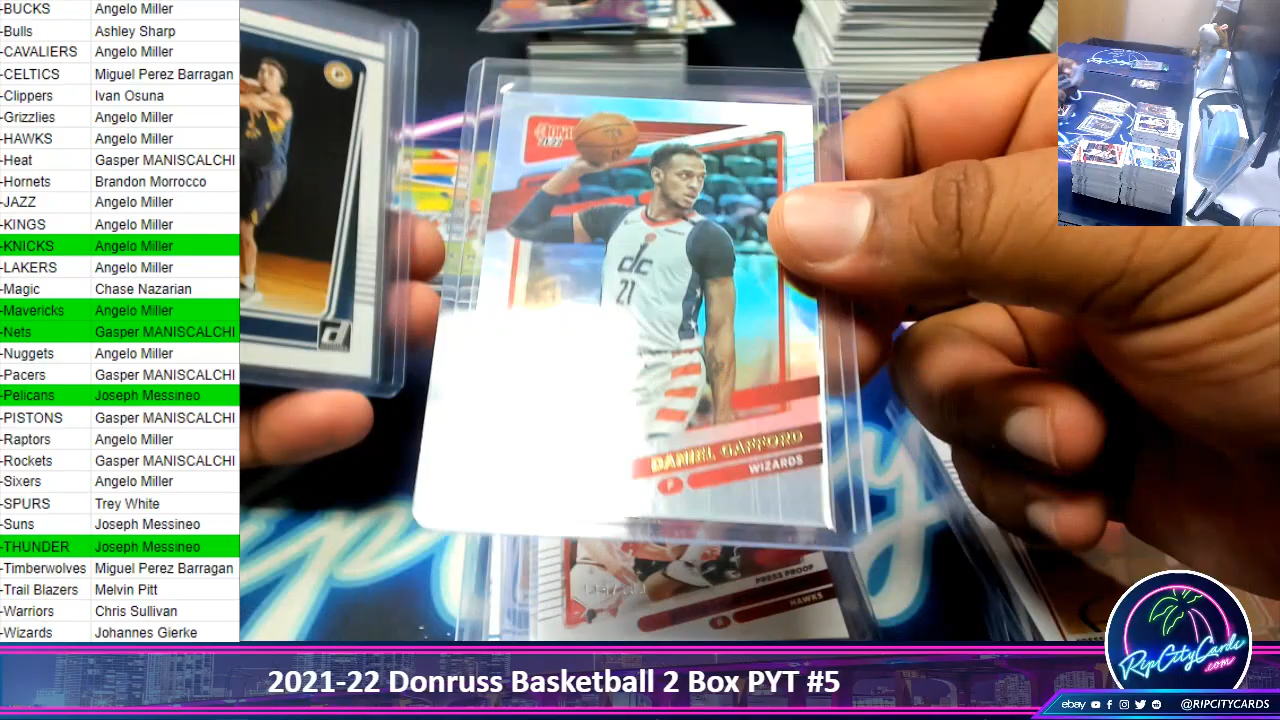 -BUCKS Angelo Miller
-Bulls Ashley Sharp
-CAVALIERS Angelo Miller
-CELTICS Miguel Perez Barragan
-Clippers Ivan Osuna
-Grizzlies Angelo Miller
-HAWKS Angelo Miller
-Heat Gasper MANISCALCHI
-Hornets Brandon Morrocco
-JAZZ Angelo Miller
-KINGS Angelo Miller
-KNICKS Angelo Miller
-LAKERS Angelo Miller
-Magic Chase Nazarian
-Mavericks Angelo Miller
-Nets Gasper MANISCALCHI
-Nuggets Angelo Miller
-Pacers Gasper MANISCALCHI
-Pelicans Joseph Messineo
-PISTONS Gasper MANISCALCHI
-Raptors Angelo Miller
-Rockets Gasper MANISCALCHI
-Sixers Angelo Miller
-SPURS Trey White
-Suns Joseph Messineo
-THUNDER Joseph Messineo
-Timberwolves Miguel Perez Barragan
-Trail Blazers Melvin Pitt
-Warriors Chris Sullivan
-Wizards Johannes Gierke
dc
21
DANIEL GAFFORD
F WIZARDS
PRESS PROOF
HAWKS
RipCityCards
.com
2021-22 Donruss Basketball 2 Box PYT #5
ebay @RIPCITYCARDS